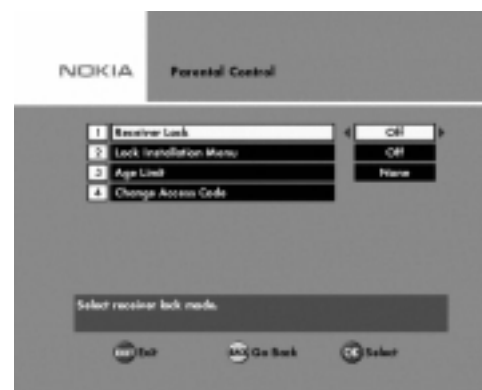 NOKIA
Parental Control
1 Receiver Lock Off
2 Lock Installation Menu Off
3 Age Limit None
4 Change Access Code
Select receiver lock mode.
Exit Go Back OK Select